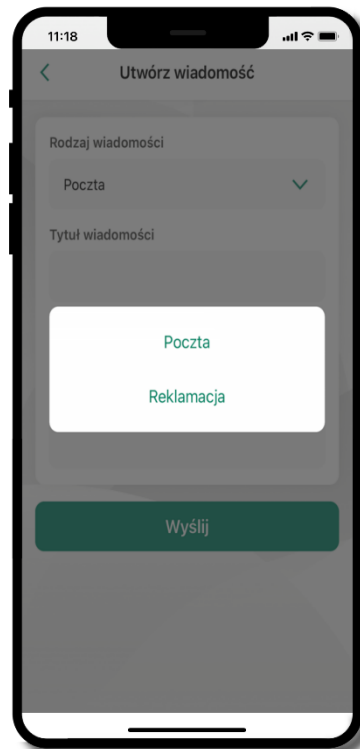 11:18
Utwórz wiadomość
Rodzaj wiadomości
Poczta
Tytuł wiadomości
Poczta
Reklamacja
Wyślij